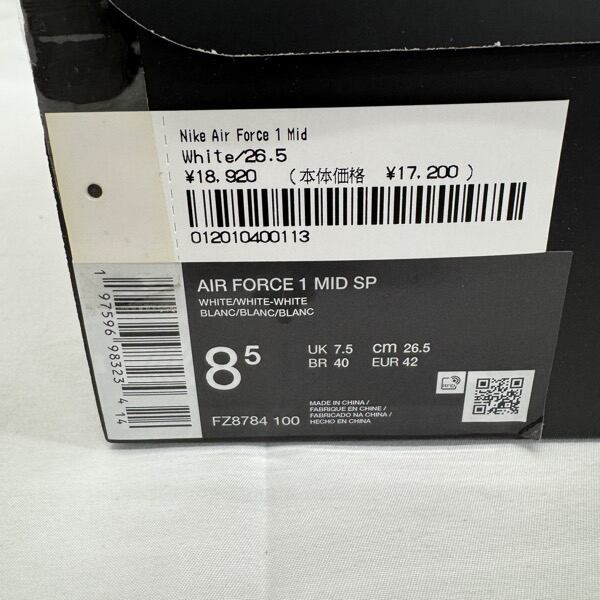 Nike Air Force 1 Mid
White/26.5
¥18,920 (本体価格 ¥17,200)
012010400113
AIR FORCE 1 MID SP
WHITE/WHITE-WHITE
BLANC/BLANC/BLANC
8 5
UK 7.5 cm 26.5
BR 40 EUR 42
FZ8784 100
MADE IN CHINA /
FABRIQUE EN CHINE /
FABRICADO NA CHINA /
HECHO EN CHINA
1 97596 98323 4 14